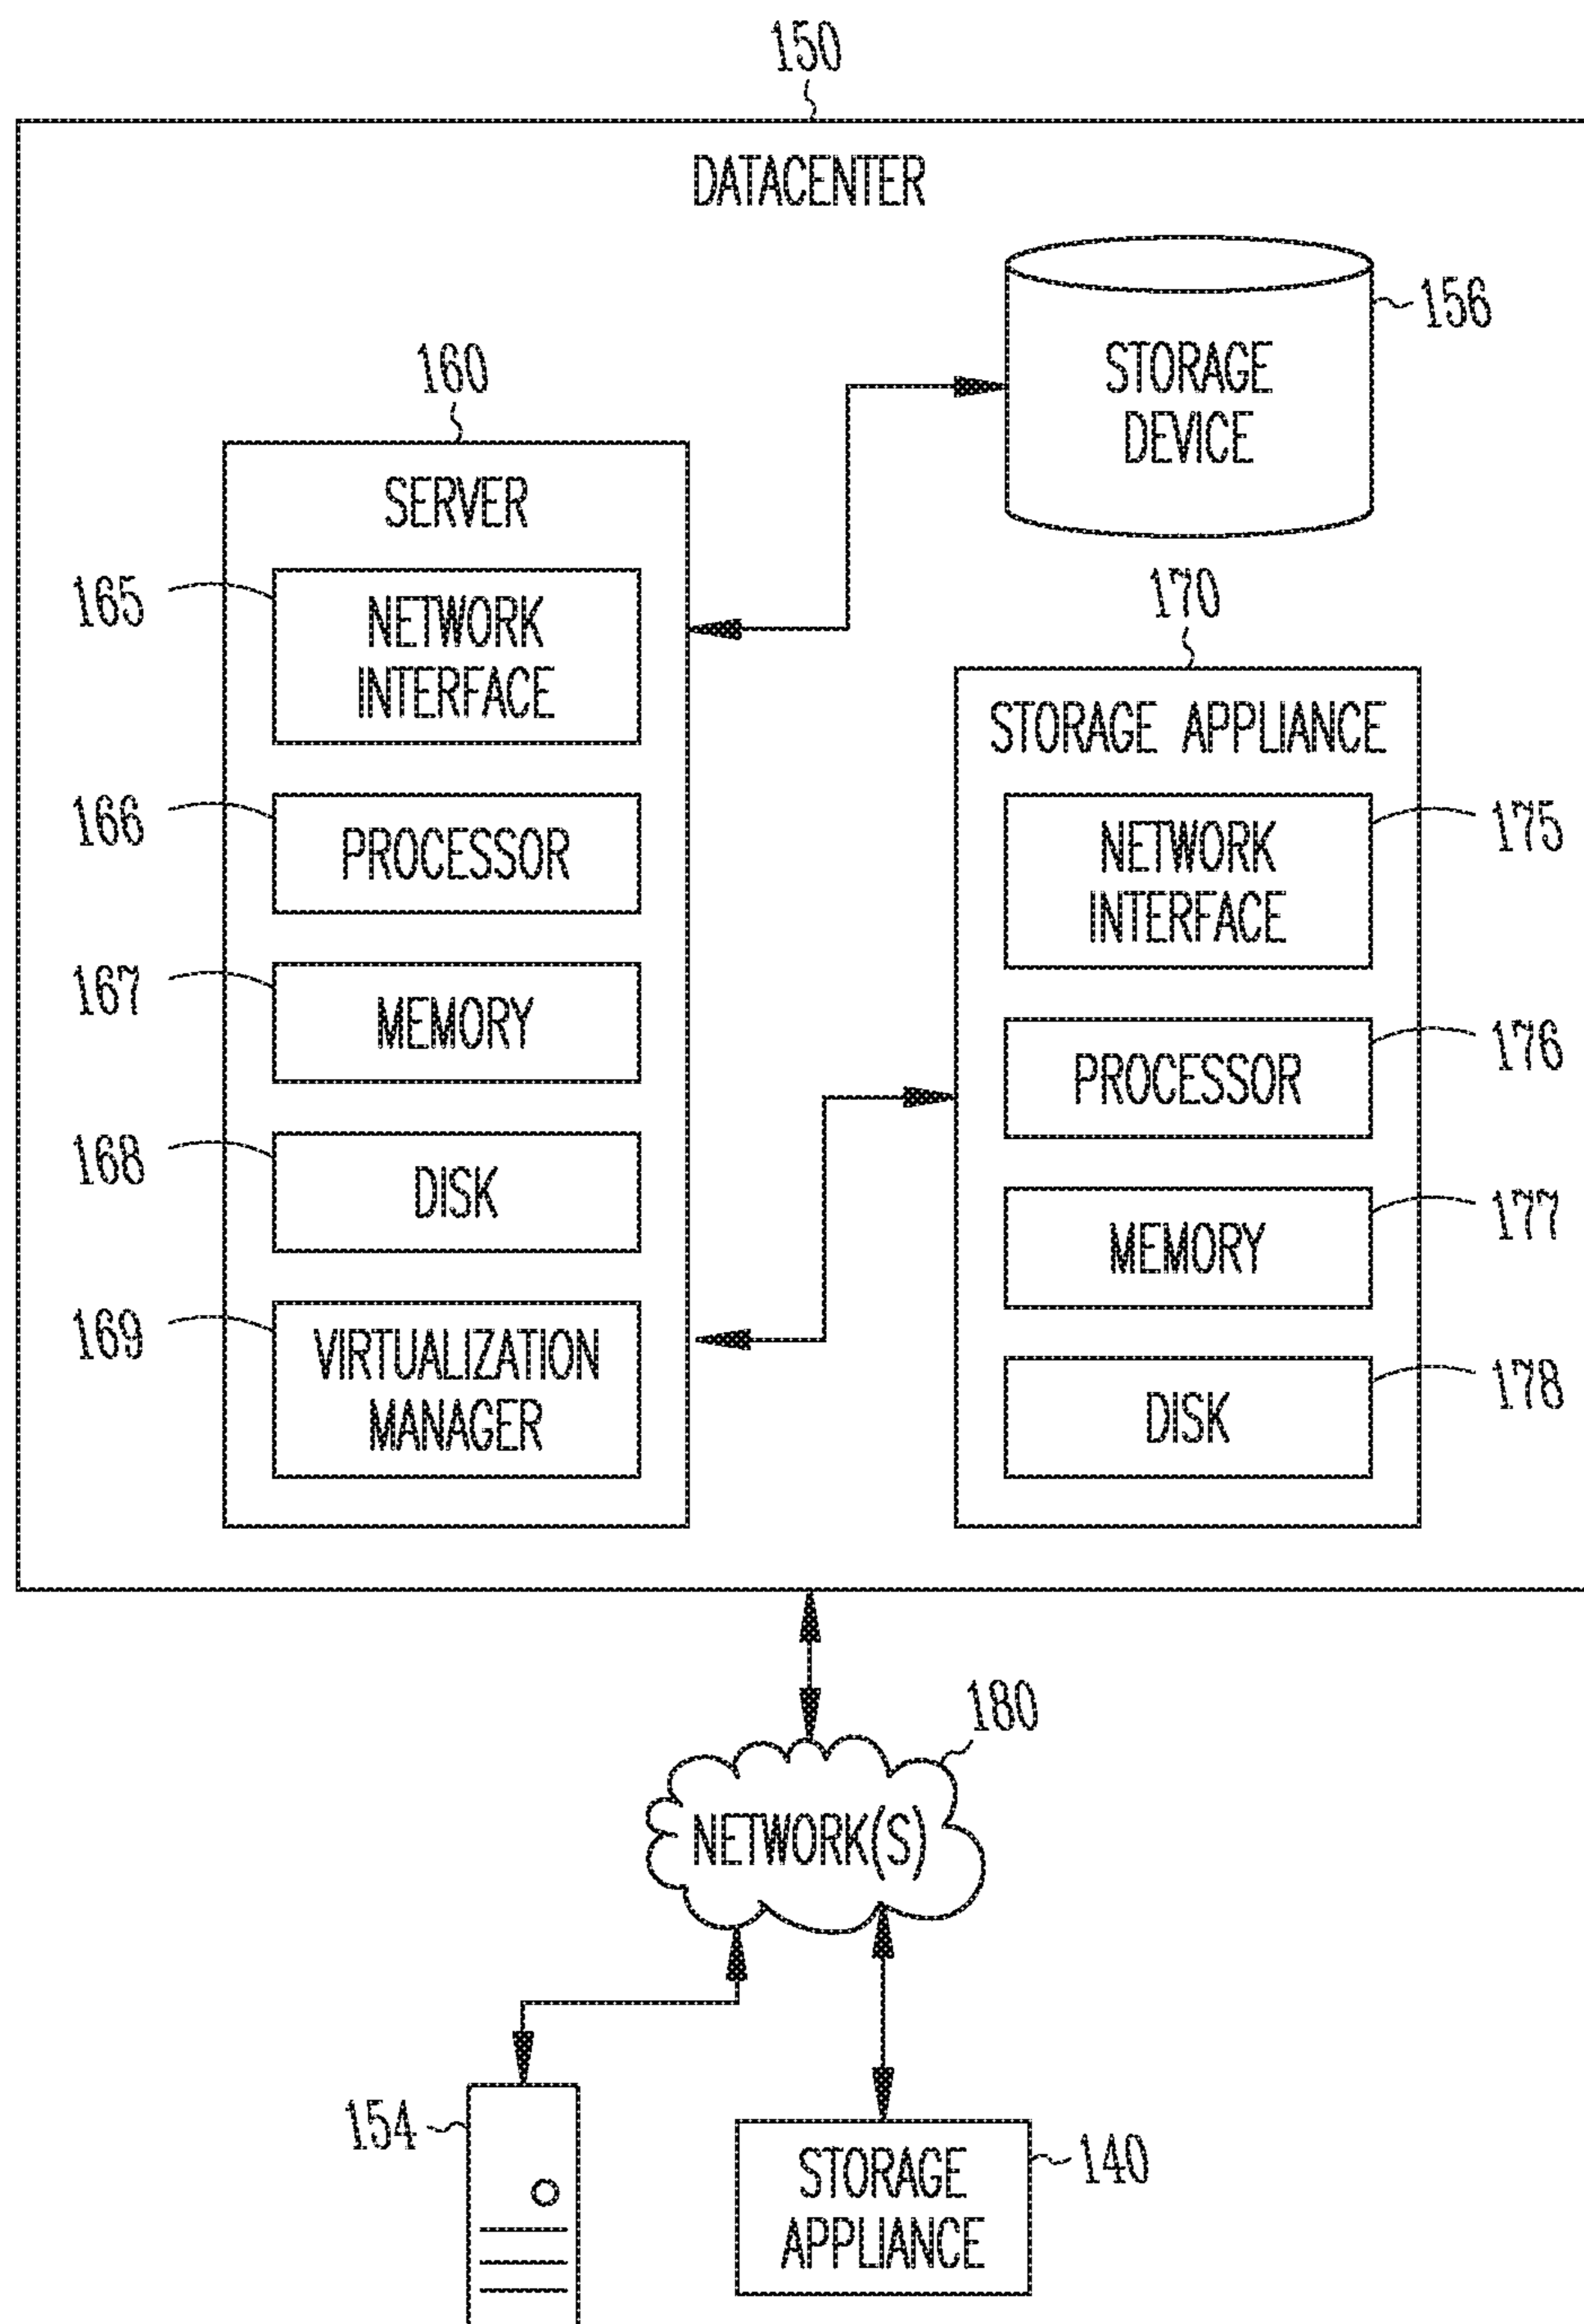 150
DATACENTER
156
STORAGE
DEVICE
160
SERVER
165
NETWORK
INTERFACE
166
PROCESSOR
167
MEMORY
168
DISK
169
VIRTUALIZATION
MANAGER
170
STORAGE APPLIANCE
175
NETWORK
INTERFACE
176
PROCESSOR
177
MEMORY
178
DISK
180
NETWORK(S)
154
140
STORAGE
APPLIANCE